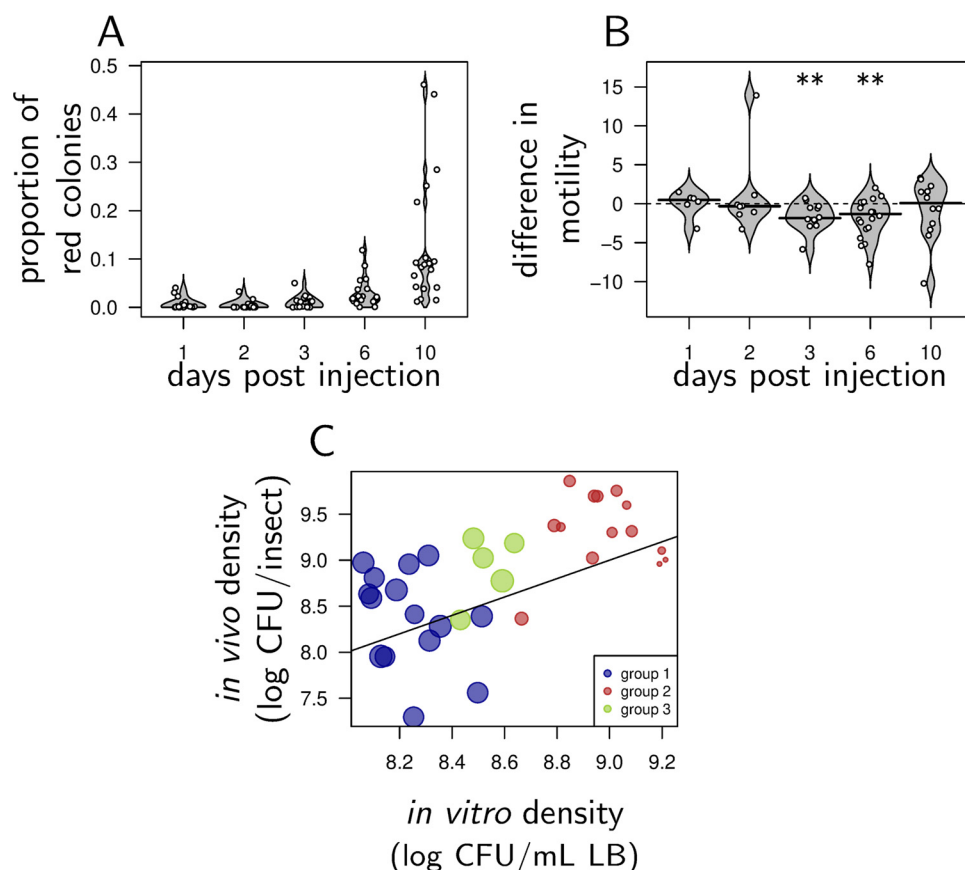 A
proportion of
red colonies
0.5
0.4
0.3
0.2
0.1
0.0
1 2 3 6 10
days post injection
B
difference in
motility
15
10
5
0
-5
-10
** **
1 2 3 6 10
days post injection
C
in vivo density
(log CFU/insect)
9.5
9.0
8.5
8.0
7.5
group 1
group 2
group 3
8.2 8.4 8.6 8.8 9.0 9.2
in vitro density
(log CFU/mL LB)